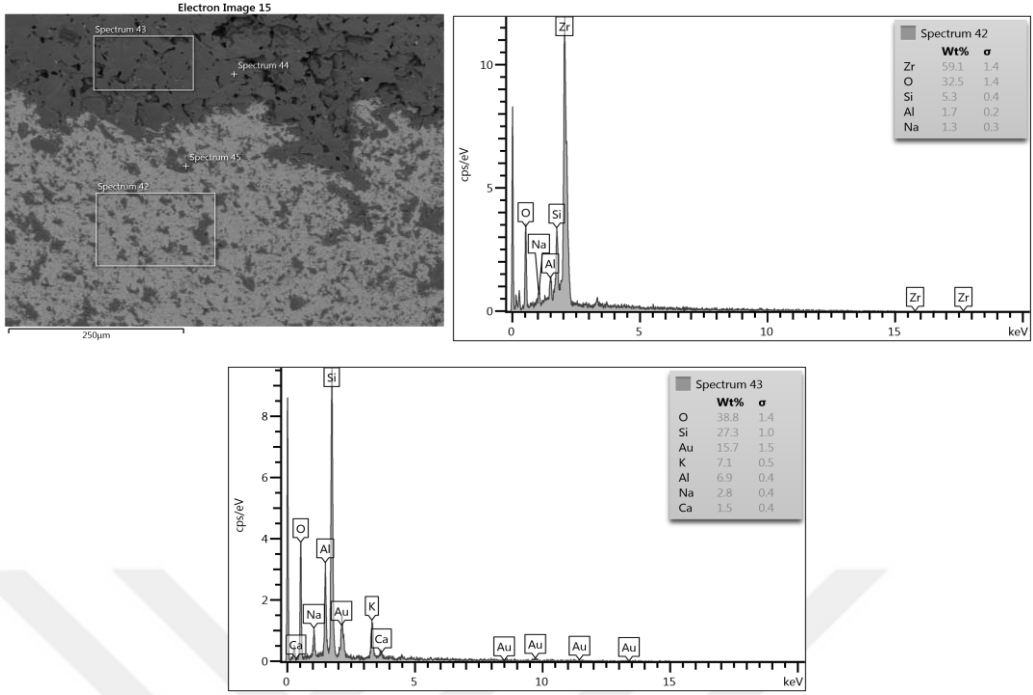 Electron Image 15
Spectrum 43
Spectrum 44
Spectrum 45
Spectrum 42
250μm
cps/eV
10
5
0
Zr
O
Si
Na
Al
Zr
Zr
0
5
10
15
keV
Spectrum 42
Wt% σ
Zr 59.1 1.4
O 32.5 1.4
Si 5.3 0.4
Al 1.7 0.2
Na 1.3 0.3
cps/eV
8
6
4
2
0
Si
O
Al
Na
Au
K
Ca
Ca
Au
Au
Au
Au
0
5
10
15
keV
Spectrum 43
Wt% σ
O 38.8 1.4
Si 27.3 1.0
Au 15.7 1.5
K 7.1 0.5
Al 6.9 0.4
Na 2.8 0.4
Ca 1.5 0.4